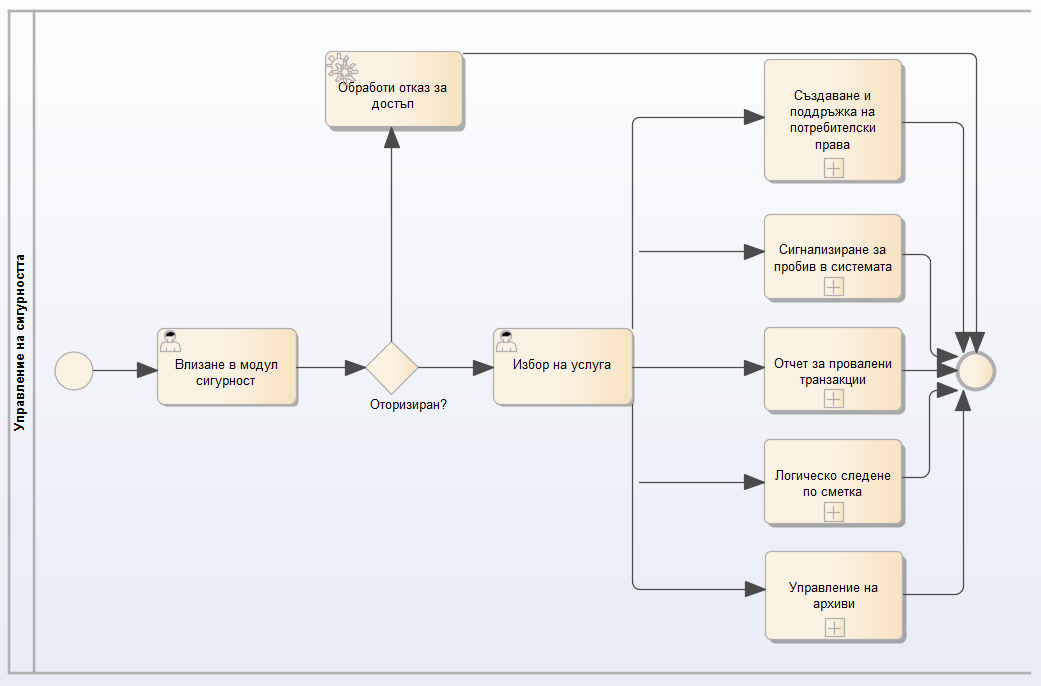 Управление на сигурността
Обработи отказ за
достъп
Създаване и
поддръжка на
потребителски
права
Сигнализиране за
пробив в системата
Влизане в модул
сигурност
Оторизиран?
Избор на услуга
Отчет за провалени
транзакции
Логическо следене
по сметка
Управление на
архиви